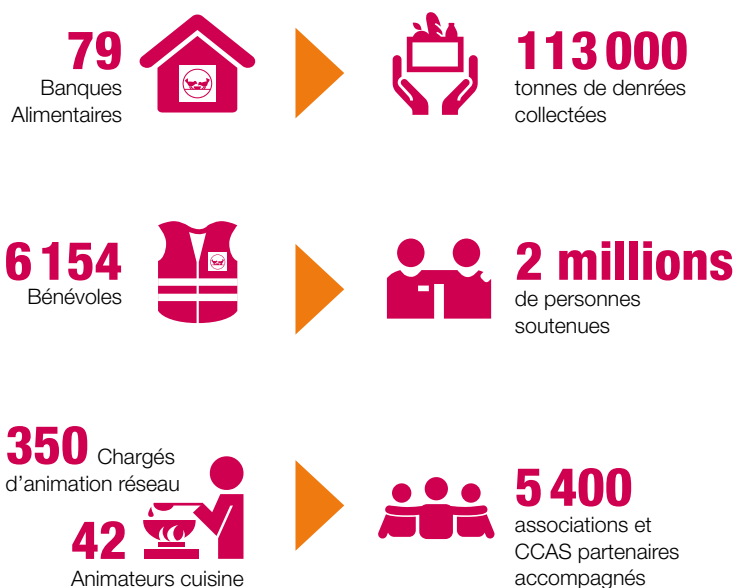 79
Banques
Alimentaires
113 000
tonnes de denrées
collectées
6 154
Bénévoles
2 millions
de personnes
soutenues
350 Chargés
d'animation réseau
42
Animateurs cuisine
5 400
associations et
CCAS partenaires
accompagnés